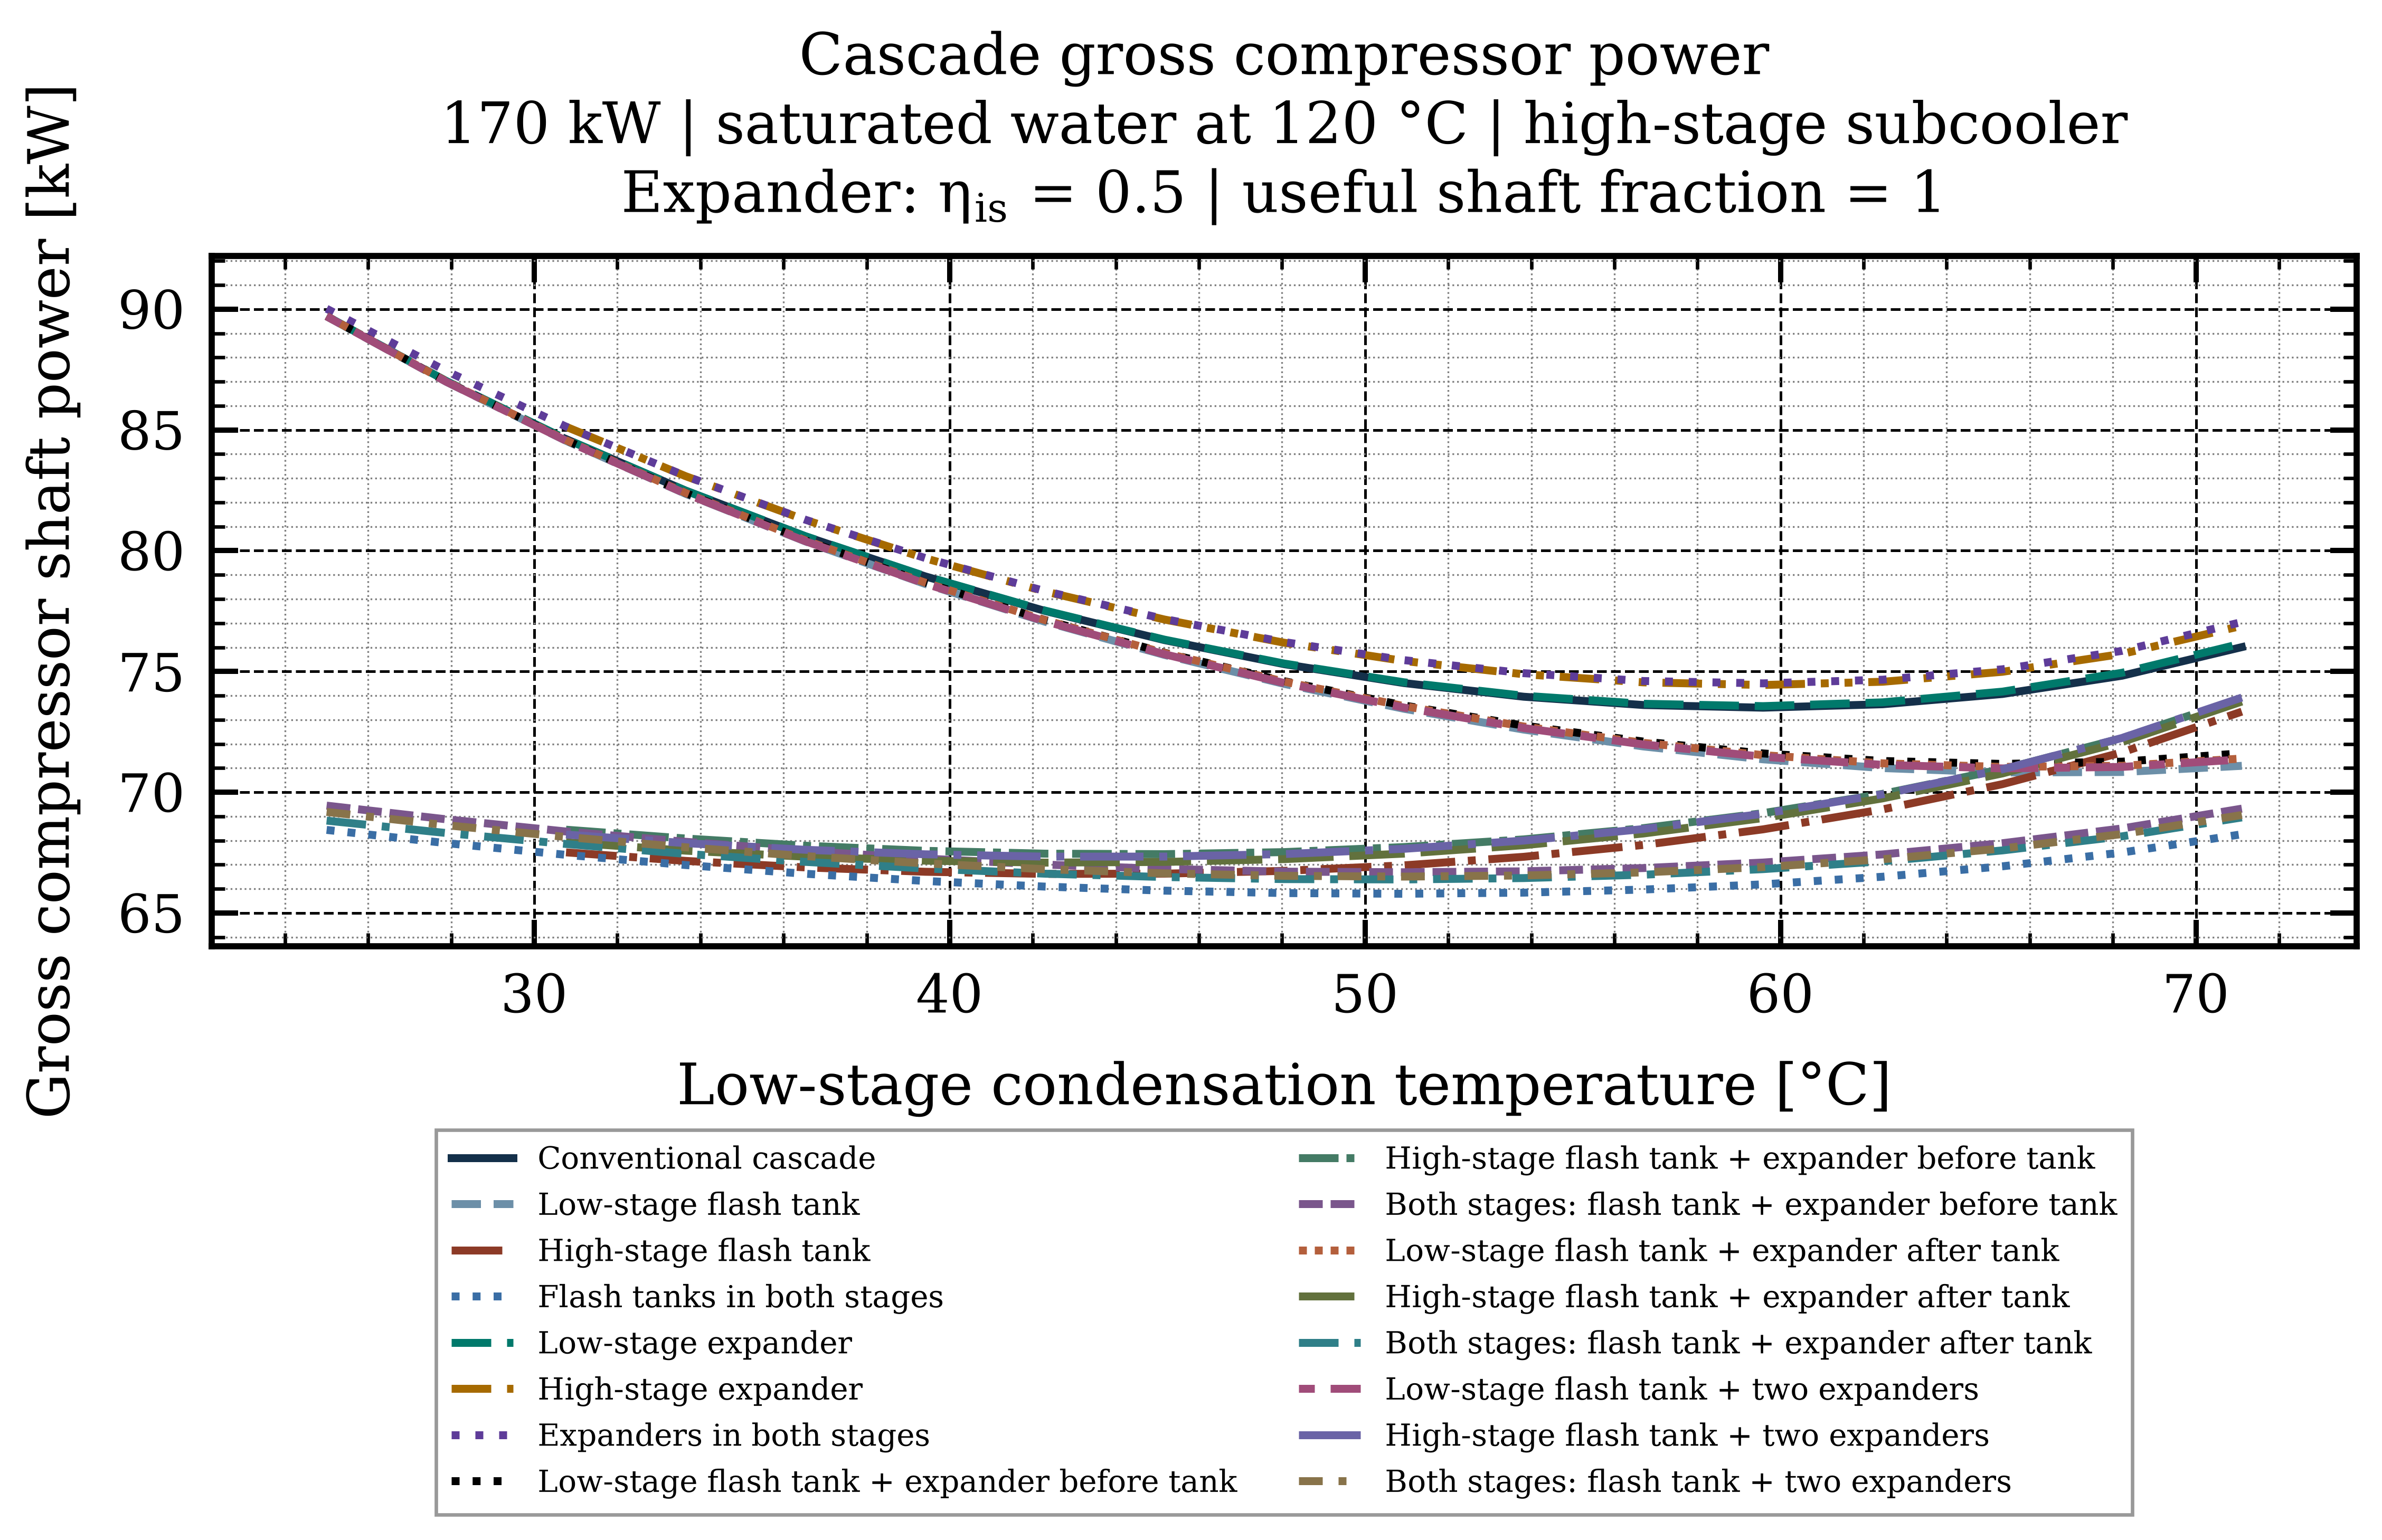 Cascade gross compressor power
170 kW | saturated water at 120 °C | high-stage subcooler
Expander: ηis = 0.5 | useful shaft fraction = 1
Gross compressor shaft power [kW]
90
85
80
75
70
65
30 40 50 60 70
Low-stage condensation temperature [°C]
Conventional cascade
Low-stage flash tank
High-stage flash tank
Flash tanks in both stages
Low-stage expander
High-stage expander
Expanders in both stages
Low-stage flash tank + expander before tank
High-stage flash tank + expander before tank
Both stages: flash tank + expander before tank
Low-stage flash tank + expander after tank
High-stage flash tank + expander after tank
Both stages: flash tank + expander after tank
Low-stage flash tank + two expanders
High-stage flash tank + two expanders
Both stages: flash tank + two expanders